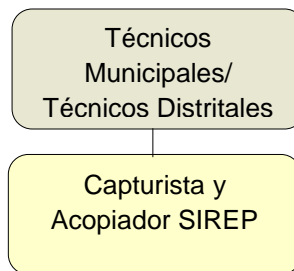 Técnicos
Municipales/
Técnicos Distritales
Capturista y
Acopiador SIREP